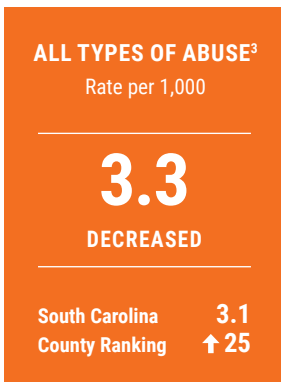 ALL TYPES OF ABUSE³
Rate per 1,000
3.3
DECREASED
South Carolina 3.1
County Ranking ↑ 25